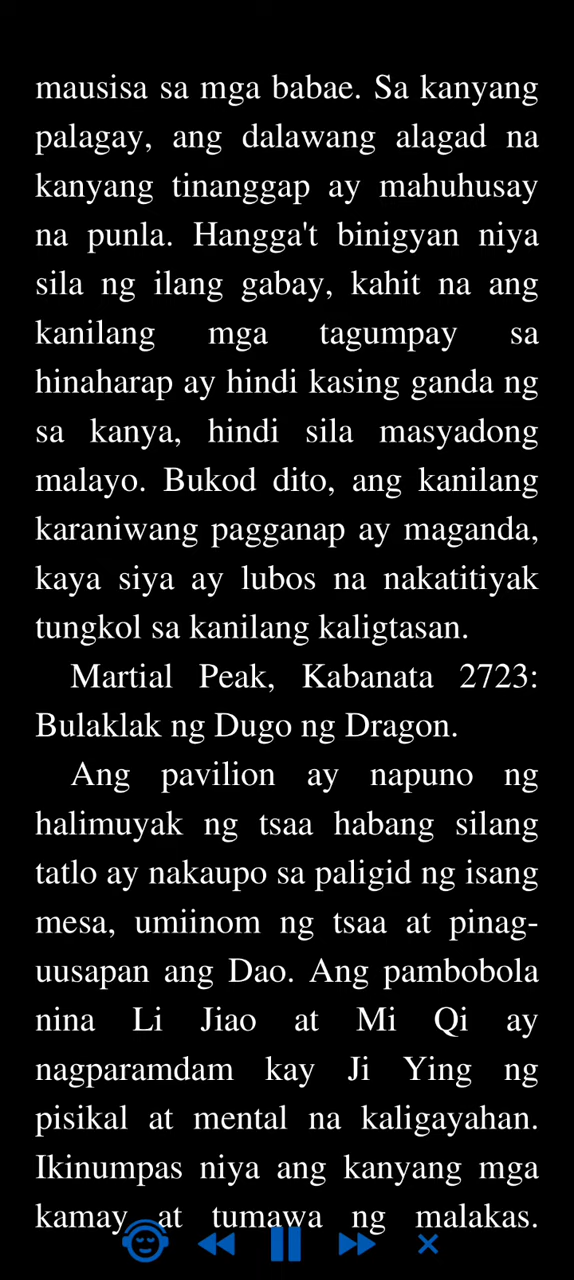 mausisa sa mga babae. Sa kanyang
palagay, ang dalawang alagad na
kanyang tinanggap ay mahuhusay
na punla. Hangga't binigyan niya
sila ng ilang gabay, kahit na ang
kanilang mga tagumpay sa
hinaharap ay hindi kasing ganda ng
sa kanya, hindi sila masyadong
malayo. Bukod dito, ang kanilang
karaniwang pagganap ay maganda,
kaya siya ay lubos na nakatitiyak
tungkol sa kanilang kaligtasan.
Martial Peak, Kabanata 2723:
Bulaklak ng Dugo ng Dragon.
Ang pavilion ay napuno ng
halimuyak ng tsaa habang silang
tatlo ay nakaupo sa paligid ng isang
mesa, umiinom ng tsaa at pinag-
uusapan ang Dao. Ang pambobola
nina Li Jiao at Mi Qi ay
nagparamdam kay Ji Ying ng
pisikal at mental na kaligayahan.
Ikinumpas niya ang kanyang mga
kamay at tumawa ng malakas.